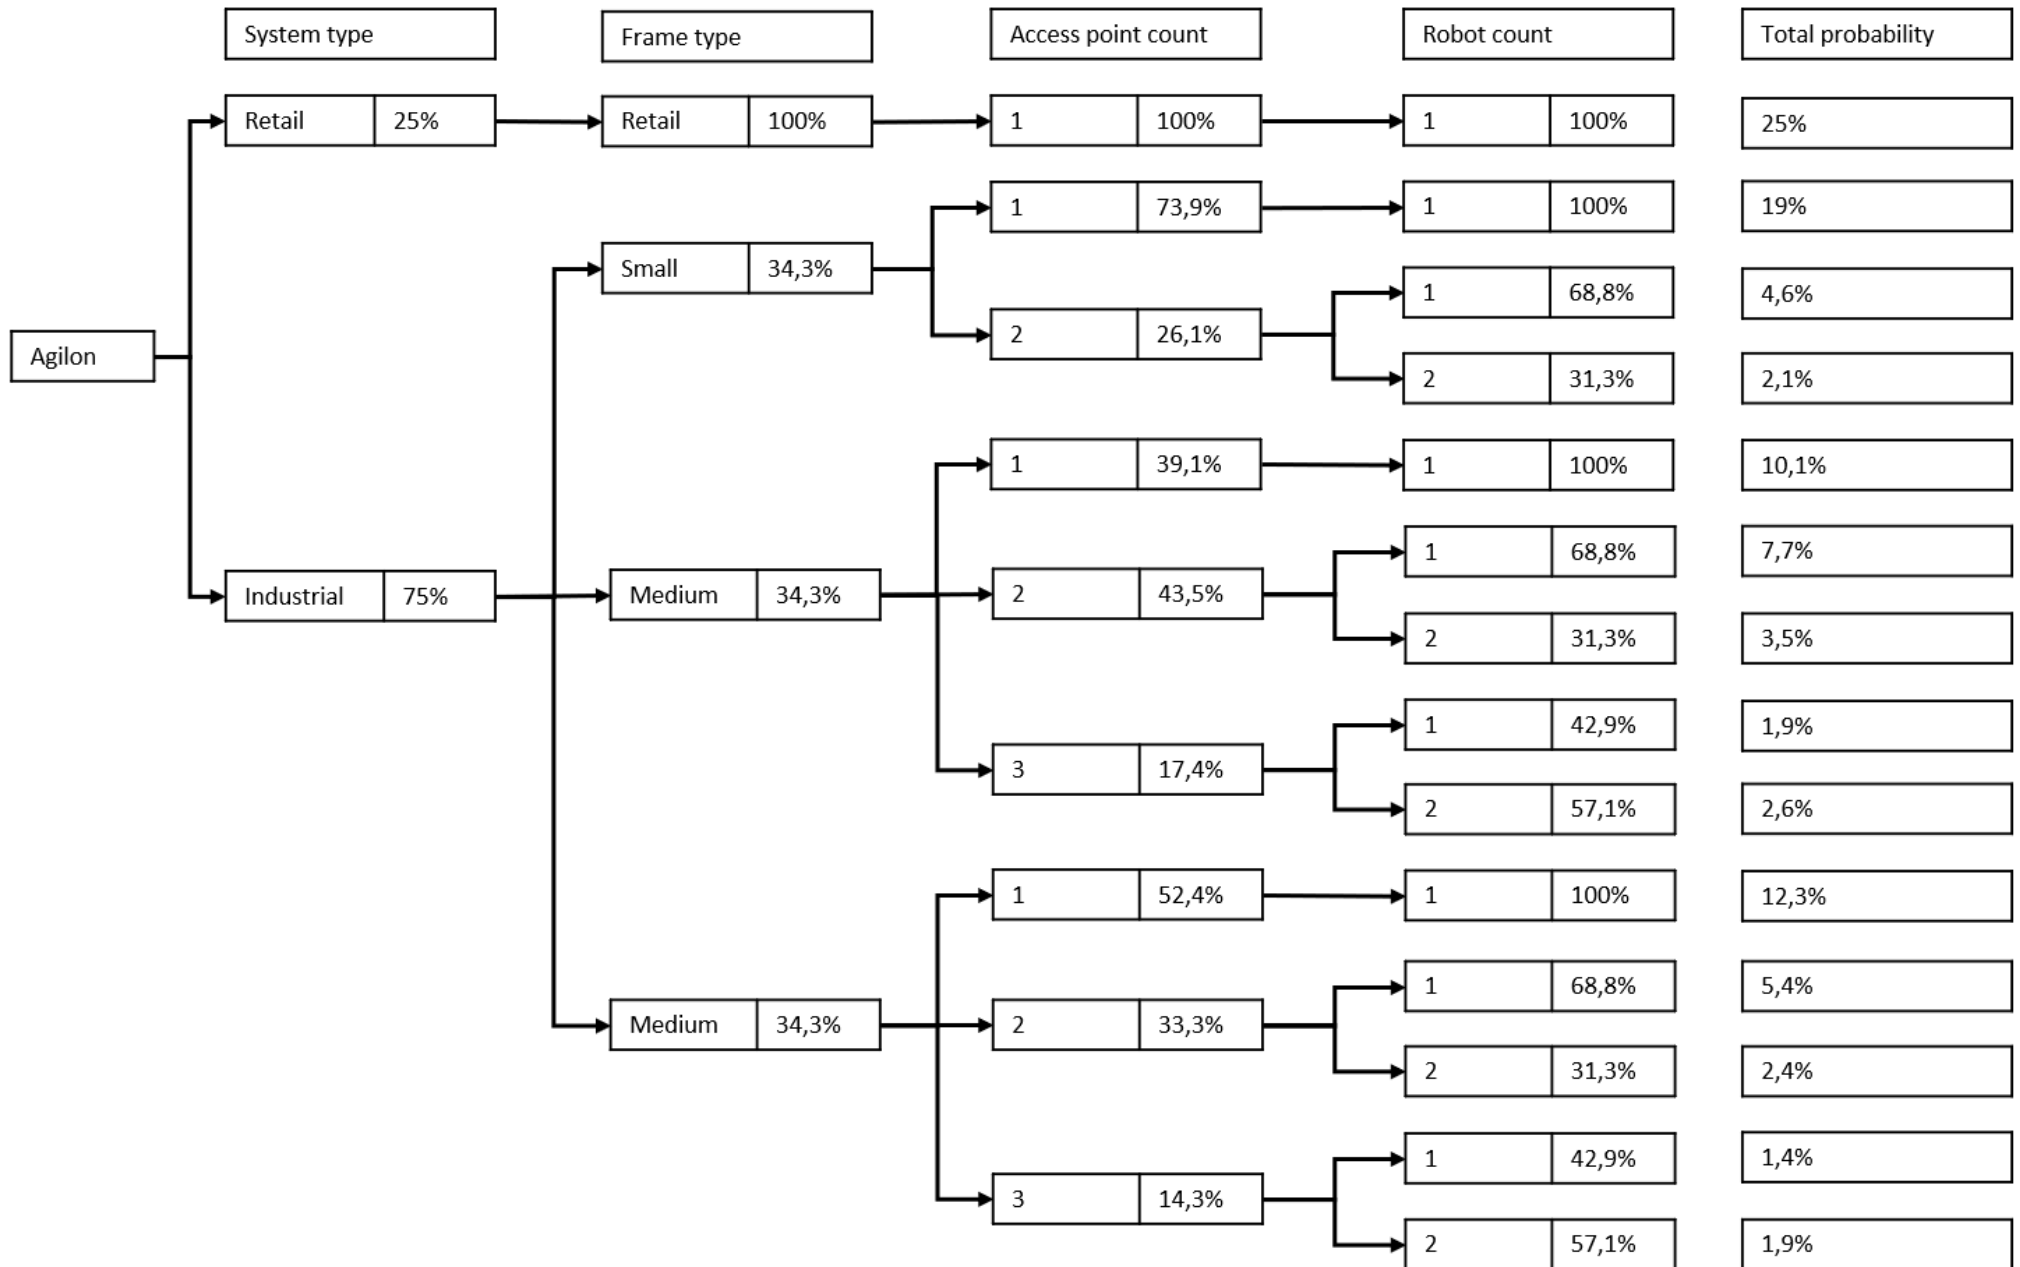 System type Frame type Access point count Robot count Total probability
Retail 25% Retail 100% 1 100% 1 100% 25%
1 73,9% 1 100% 19%
Small 34,3%
1 68,8% 4,6%
2 26,1%
Agilon
2 31,3% 2,1%
1 39,1% 1 100% 10,1%
1 68,8% 7,7%
Industrial 75% Medium 34,3% 2 43,5%
2 31,3% 3,5%
1 42,9% 1,9%
3 17,4%
2 57,1% 2,6%
1 52,4% 1 100% 12,3%
1 68,8% 5,4%
Medium 34,3% 2 33,3%
2 31,3% 2,4%
1 42,9% 1,4%
3 14,3%
2 57,1% 1,9%